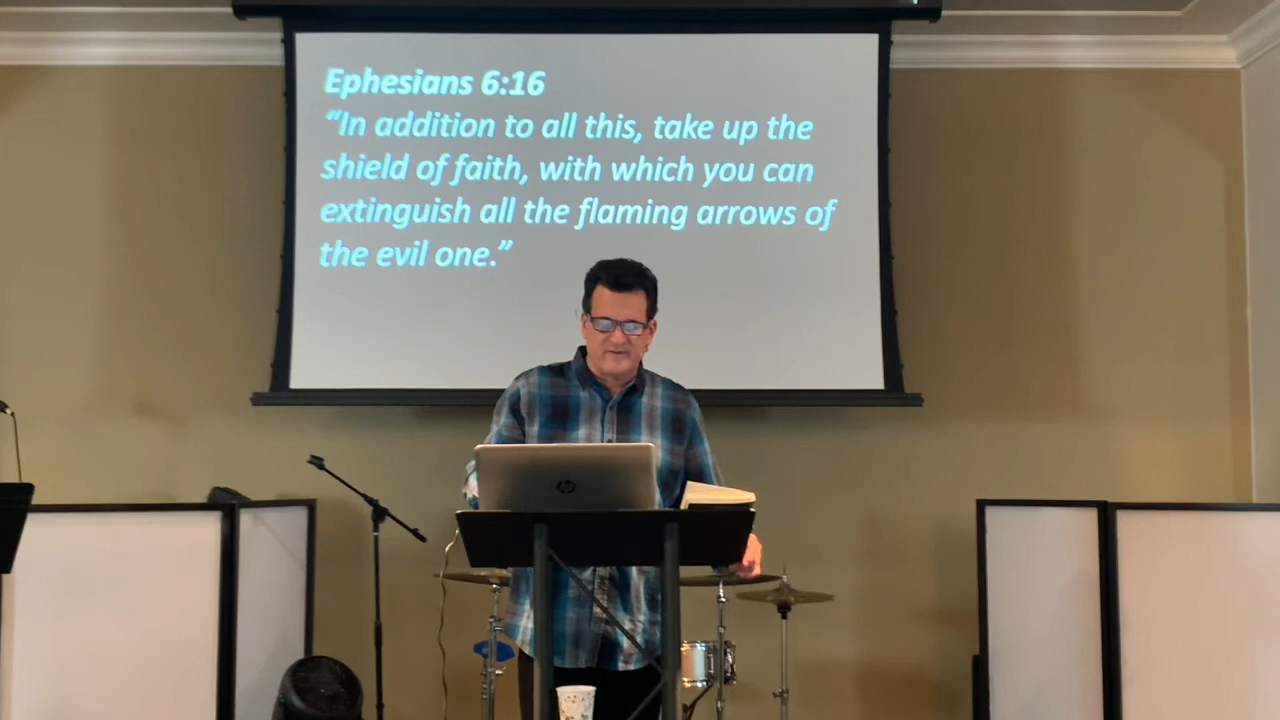 Ephesians 6:16
“In addition to all this, take up the
shield of faith, with which you can
extinguish all the flaming arrows of
the evil one.”
hp